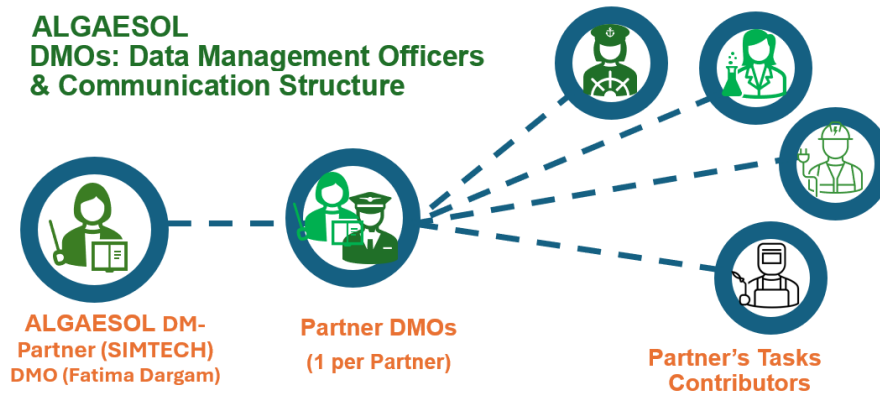 ALGAESOL
DMOs: Data Management Officers
& Communication Structure
ALGAESOL DM-
Partner (SIMTECH)
DMO (Fatima Dargam)
Partner DMOs
(1 per Partner)
Partner's Tasks
Contributors